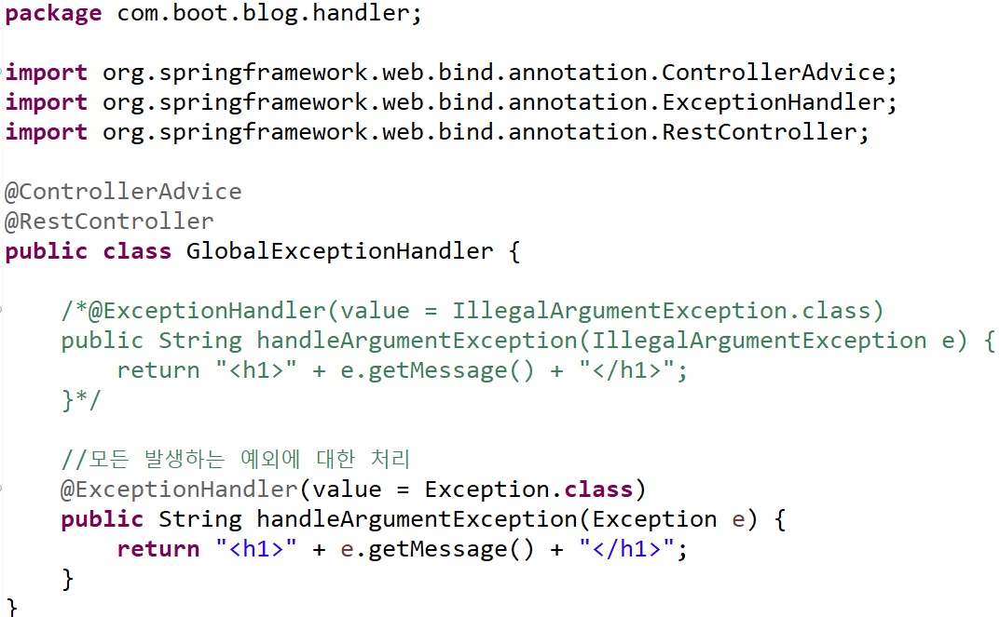 package com.boot.blog.handler;
import org.springframework.web.bind.annotation.ControllerAdvice;
import org.springframework.web.bind.annotation.ExceptionHandler;
import org.springframework.web.bind.annotation.RestController;
@ControllerAdvice
@RestController
public class GlobalExceptionHandler {
/*@ExceptionHandler(value = IllegalArgumentException.class)
public String handleArgumentException(IllegalArgumentException e) {
return "<h1>" + e.getMessage() + "</h1>";
}*/
//모든 발생하는 예외에 대한 처리
@ExceptionHandler(value = Exception.class)
public String handleArgumentException(Exception e) {
return "<h1>" + e.getMessage() + "</h1>";
}
}